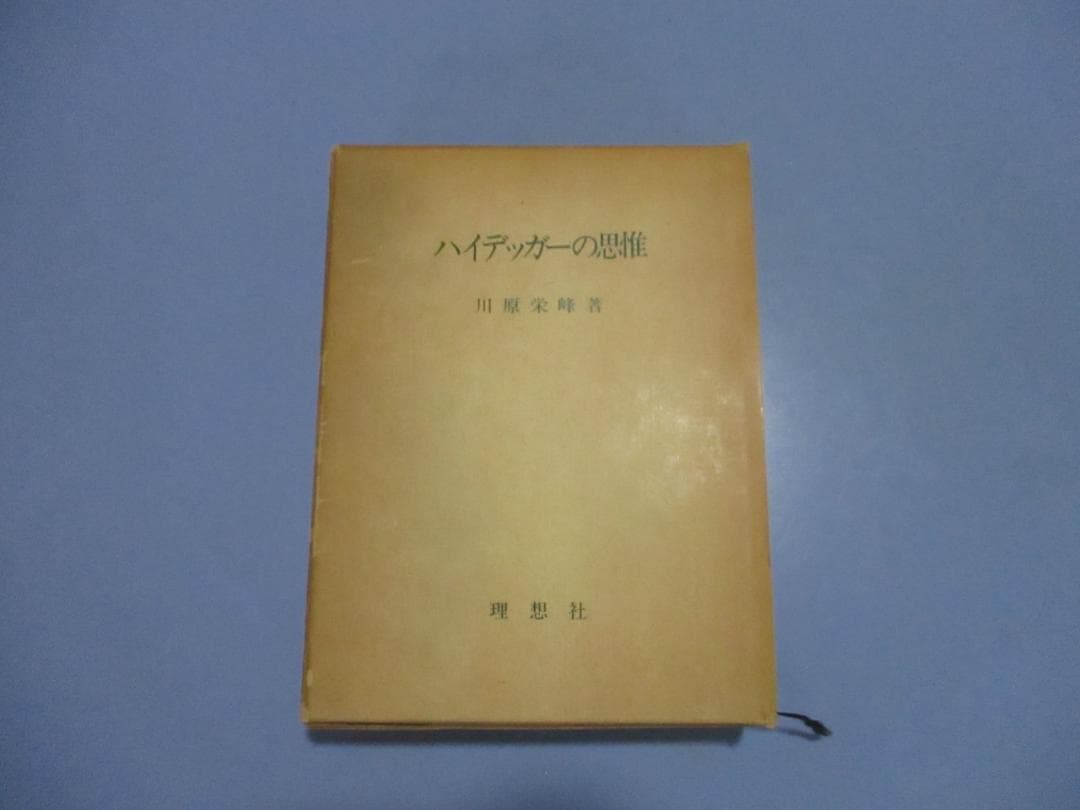 ハイデッガーの思惟
川原栄峰著
理想社